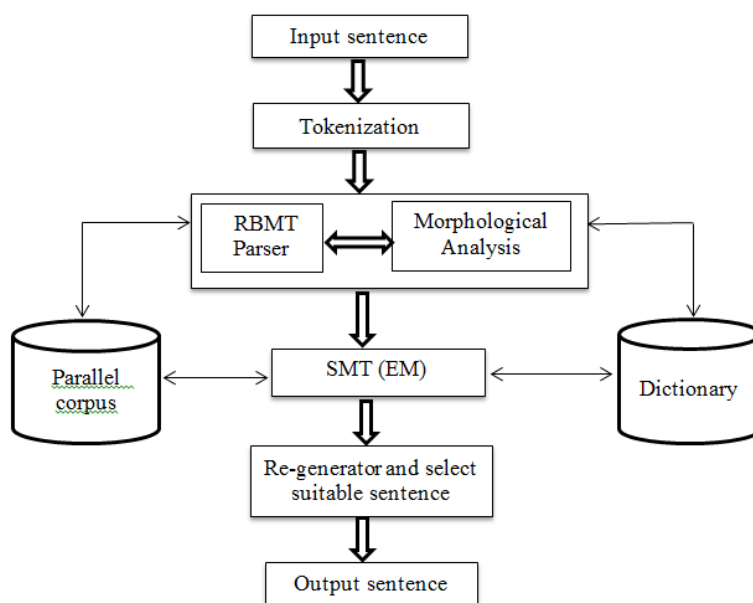 Input sentence
Tokenization
RBMT
Parser
Morphological
Analysis
Parallel
corpus
SMT (EM)
Dictionary
Re-generator and select
suitable sentence
Output sentence